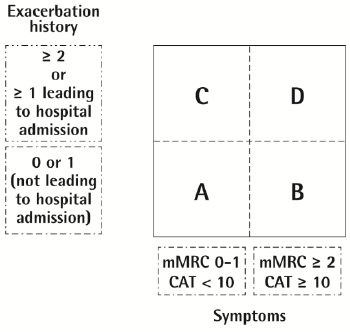 Exacerbation
history
≥ 2
or
≥ 1 leading
to hospital
admission
C
D
0 or 1
(not leading
to hospital
admission)
A
B
mMRC 0-1
CAT < 10
mMRC ≥ 2
CAT ≥ 10
Symptoms